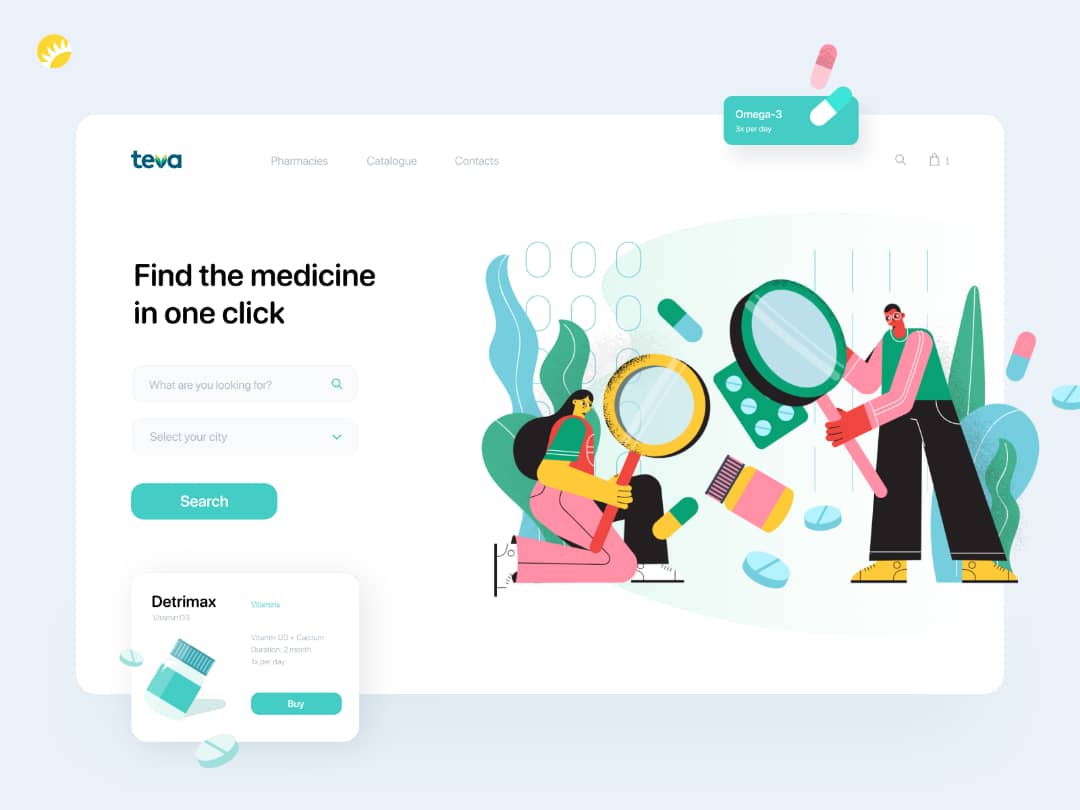 Omega-3
3x per day
teva
Pharmacies
Catalogue
Contacts
1
Find the medicine
in one click
What are you looking for?
Select your city
Search
Detrimax
Vitamin D3
Vitamins
Vitamin D3 + Calcium
Duration: 2 month
1x per day
Buy